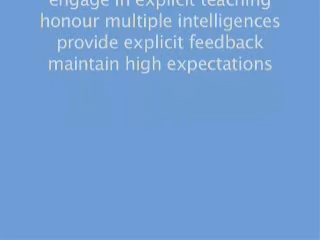 engage in explicit teaching
honour multiple intelligences
provide explicit feedback
maintain high expectations